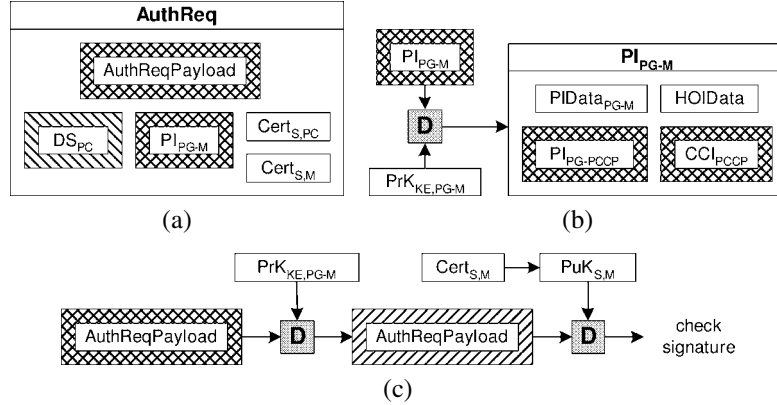 AuthReq
AuthReqPayload
DS_PC
PI_PG-M
Cert_S,PC
Cert_S,M
(a)
PI_PG-M
D
PrK_KE,PG-M
PI_PG-M
PIData_PG-M
HOIData
PI_PG-PCCP
CCI_PCCP
(b)
PrK_KE,PG-M
Cert_S,M
PuK_S,M
AuthReqPayload
D
AuthReqPayload
D
check
signature
(c)